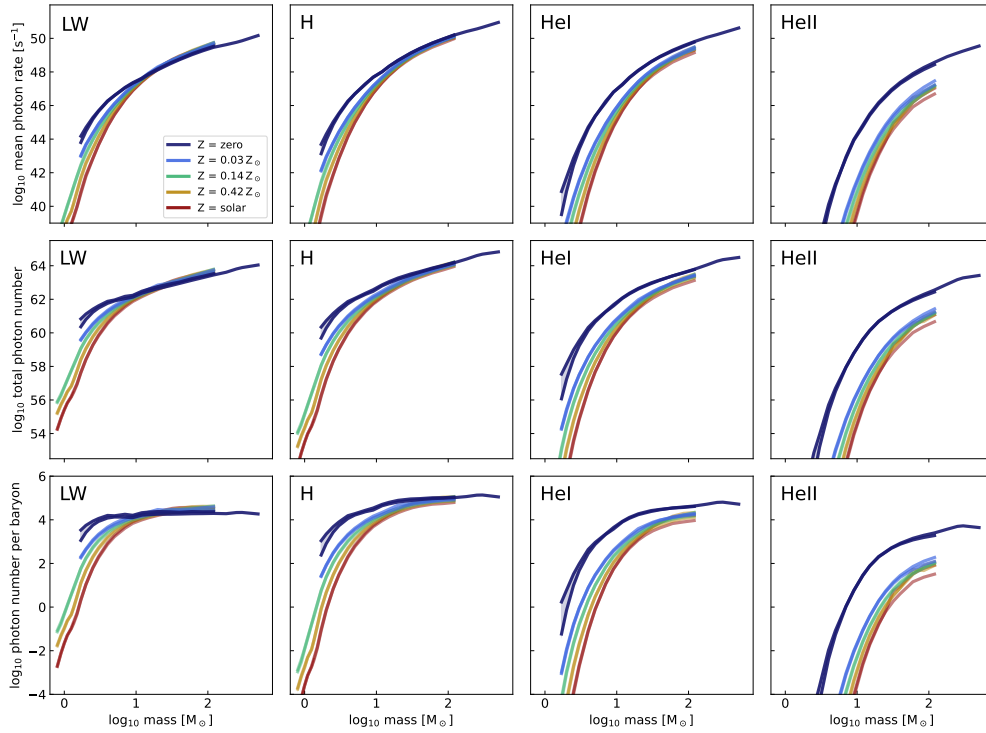 LW
H
HeI
HeII
log₁₀ mean photon rate [s⁻¹]
50
48
46
44
42
40
Z = zero
Z = 0.03 Z⊙
Z = 0.14 Z⊙
Z = 0.42 Z⊙
Z = solar
LW
H
HeI
HeII
log₁₀ total photon number
64
62
60
58
56
54
LW
H
HeI
HeII
log₁₀ photon number per baryon
6
4
2
0
−2
−4
0 1 2
0 1 2
0 1 2
0 1 2
log₁₀ mass [M⊙]
log₁₀ mass [M⊙]
log₁₀ mass [M⊙]
log₁₀ mass [M⊙]